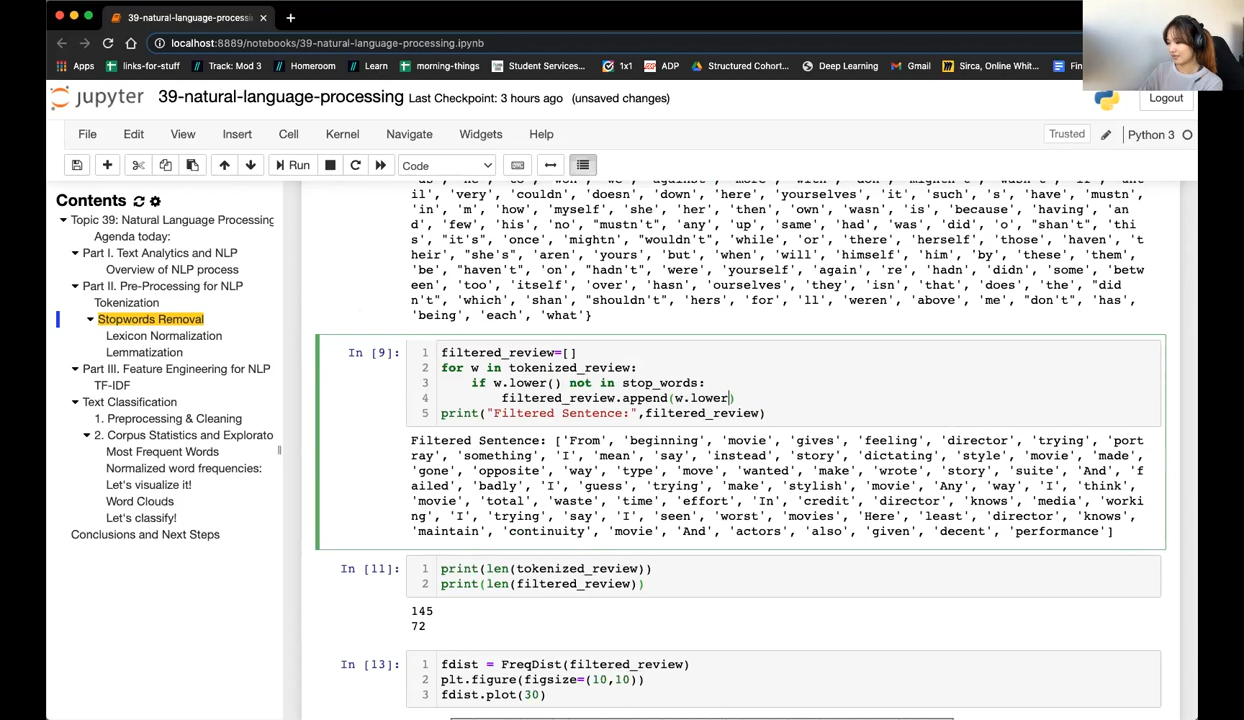 39-natural-language-processi
localhost:8889/notebooks/39-natural-language-processing.ipynb
Apps links-for-stuff Track: Mod 3 Homeroom Learn morning-things Student Services... 1x1 ADP Structured Cohort... Deep Learning Gmail Sirca, Online Whit... Fin
jupyter 39-natural-language-processing Last Checkpoint: 3 hours ago (unsaved changes) Logout
File Edit View Insert Cell Kernel Navigate Widgets Help Trusted Python 3
Run Code
Contents
Topic 39: Natural Language Processing
Agenda today:
Part I. Text Analytics and NLP
Overview of NLP process
Part II. Pre-Processing for NLP
Tokenization
Stopwords Removal
Lexicon Normalization
Lemmatization
Part III. Feature Engineering for NLP
TF-IDF
Text Classification
1. Preprocessing & Cleaning
2. Corpus Statistics and Explorato
Most Frequent Words
Normalized word frequencies:
Let's visualize it!
Word Clouds
Let's classify!
Conclusions and Next Steps
il', 'very', 'couldn', 'doesn', 'down', 'here', 'yourselves', 'it', 'such', 's', 'have', 'mustn',
'in', 'm', 'how', 'myself', 'she', 'her', 'then', 'own', 'wasn', 'is', 'because', 'having', 'an
d', 'few', 'his', 'no', "mustn't", 'any', 'up', 'same', 'had', 'was', 'did', 'o', "shan't", 'thi
s', "it's", 'once', 'mightn', "wouldn't", 'while', 'or', 'there', 'herself', 'those', 'haven', 't
heir', "she's", 'aren', 'yours', 'but', 'when', 'will', 'himself', 'him', 'by', 'these', 'them',
'be', "haven't", 'on', "hadn't", 'were', 'yourself', 'again', 're', 'hadn', 'didn', 'some', 'betw
een', 'too', 'itself', 'over', 'hasn', 'ourselves', 'they', 'isn', 'that', 'does', 'the', "did
n't", 'which', 'shan', "shouldn't", 'hers', 'for', 'll', 'weren', 'above', 'me', "don't", 'has',
'being', 'each', 'what'}
In [9]:
1 filtered_review=[]
2 for w in tokenized_review:
3 if w.lower() not in stop_words:
4 filtered_review.append(w.lower)
5 print("Filtered Sentence:",filtered_review)
Filtered Sentence: ['From', 'beginning', 'movie', 'gives', 'feeling', 'director', 'trying', 'port
ray', 'something', 'I', 'mean', 'say', 'instead', 'story', 'dictating', 'style', 'movie', 'made',
'gone', 'opposite', 'way', 'type', 'move', 'wanted', 'make', 'wrote', 'story', 'suite', 'And', 'f
ailed', 'badly', 'I', 'guess', 'trying', 'make', 'stylish', 'movie', 'Any', 'way', 'I', 'think',
'movie', 'total', 'waste', 'time', 'effort', 'In', 'credit', 'director', 'knows', 'media', 'worki
ng', 'I', 'trying', 'say', 'I', 'seen', 'worst', 'movies', 'Here', 'least', 'director', 'knows',
'maintain', 'continuity', 'movie', 'And', 'actors', 'also', 'given', 'decent', 'performance']
In [11]:
1 print(len(tokenized_review))
2 print(len(filtered_review))
145
72
In [13]:
1 fdist = FreqDist(filtered_review)
2 plt.figure(figsize=(10,10))
3 fdist.plot(30)